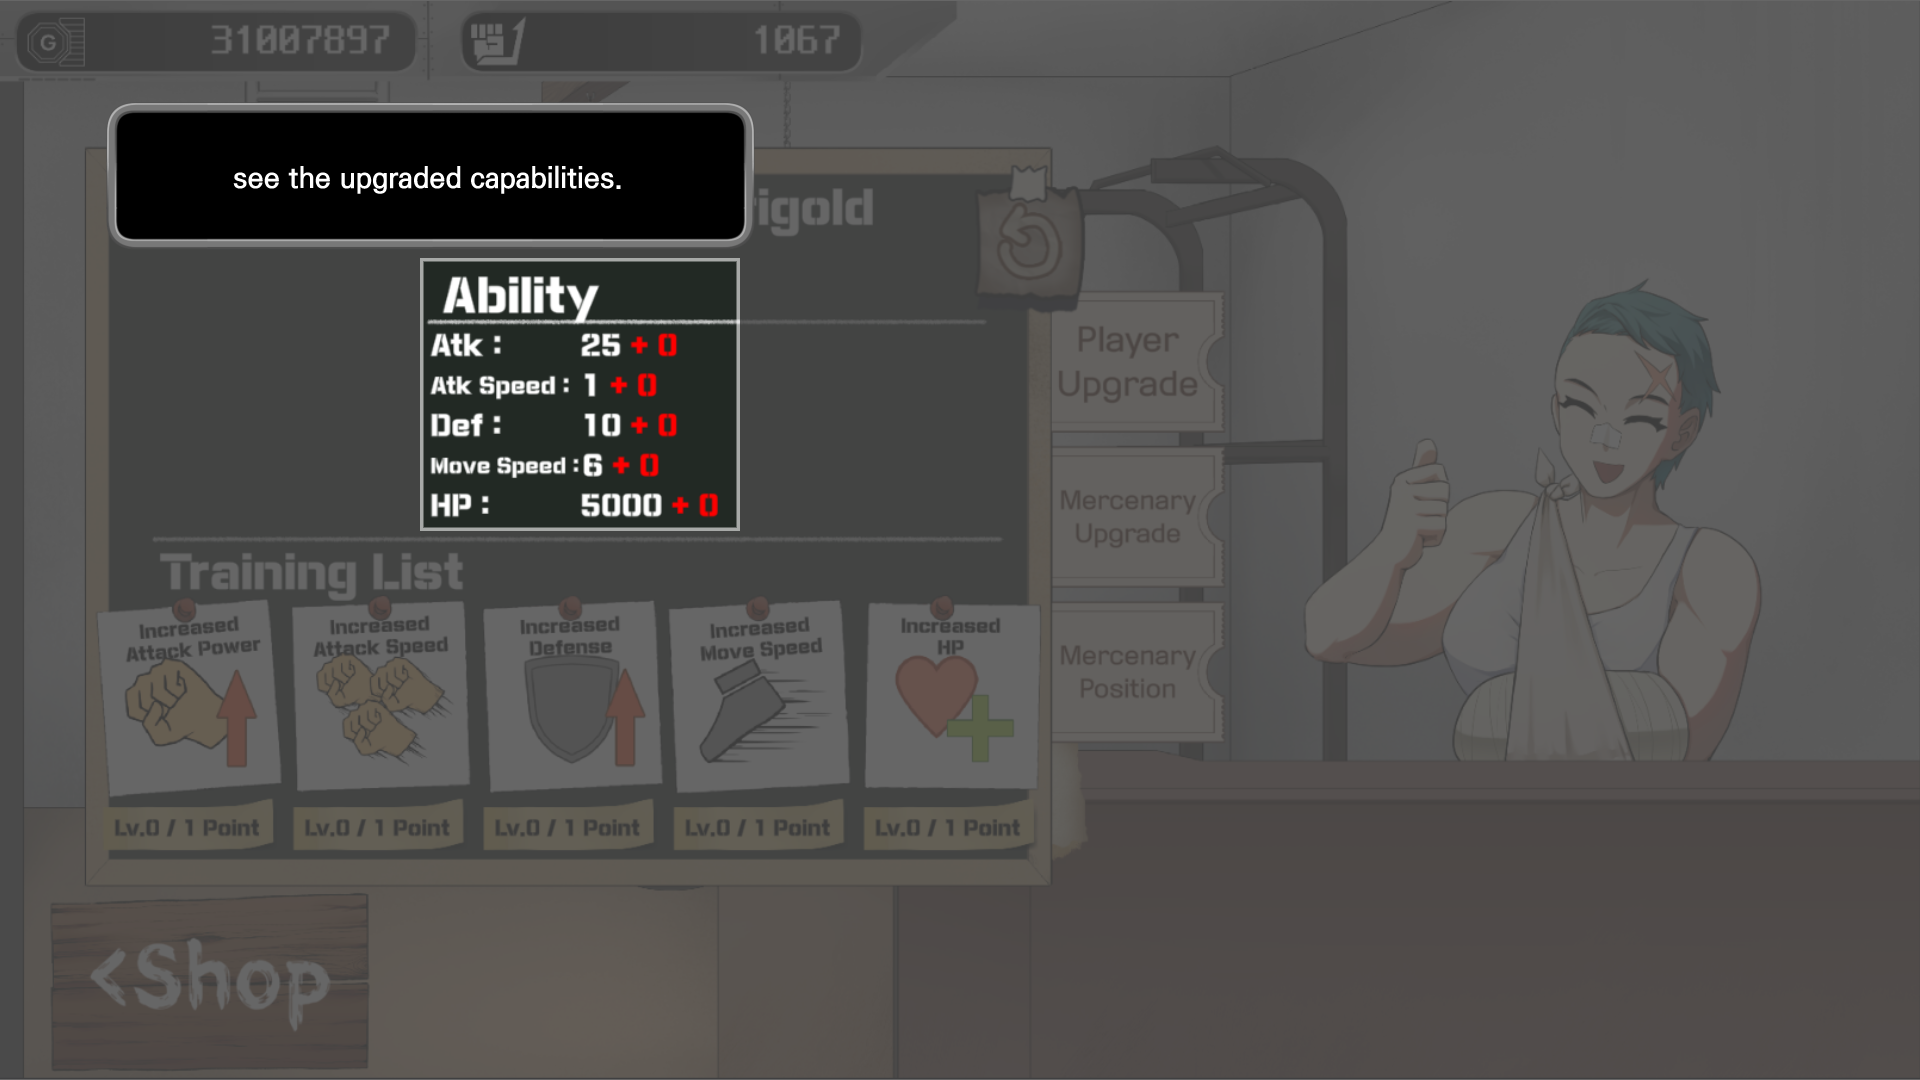 G
31007897
1067
see the upgraded capabilities.
rigold
Ability
Atk : 25 + 0
Atk Speed : 1 + 0
Def : 10 + 0
Move Speed : 6 + 0
HP : 5000 + 0
Training List
Increased
Attack Power
Lv.0 / 1 Point
Increased
Attack Speed
Lv.0 / 1 Point
Increased
Defense
Lv.0 / 1 Point
Increased
Move Speed
Lv.0 / 1 Point
Increased
HP
Lv.0 / 1 Point
Player
Upgrade
Mercenary
Upgrade
Mercenary
Position
<Shop